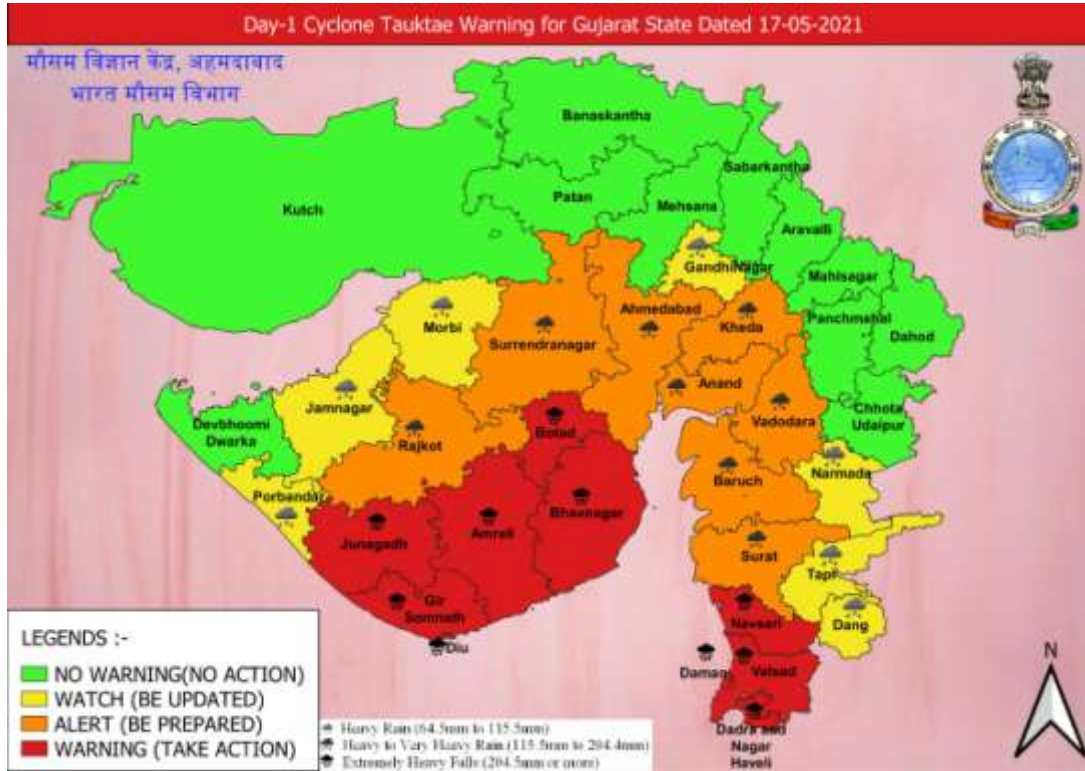 Day-1 Cyclone Tauktae Warning for Gujarat State Dated 17-05-2021
मौसम विज्ञान केंद्र, अहमदाबाद
भारत मौसम विभाग
Banaskantha
Sabarkantha
Patan
Mehsana
Kutch
Aravalli
GandhiNagar
Mahisagar
Ahmedabad
Panchmahal
Morbi
Kheda
Dahod
Surrendranagar
Anand
Jamnagar
Chhota
Udaipur
Devbhoomi
Dwarka
Vadodara
Botad
Rajkot
Narmada
Baruch
Porbandar
Bhavnagar
Amreli
Junagadh
Surat
Tapi
Gir
Somnath
Navsari
Dang
Diu
Daman
Valsad
Dadra and
Nagar
Haveli
N
LEGENDS :-
NO WARNING(NO ACTION)
WATCH (BE UPDATED)
ALERT (BE PREPARED)
WARNING (TAKE ACTION)
Heavy Rain (64.5mm to 115.5mm)
Heavy to Very Heavy Rain (115.5mm to 204.4mm)
Extremely Heavy Falls (204.5mm or more)